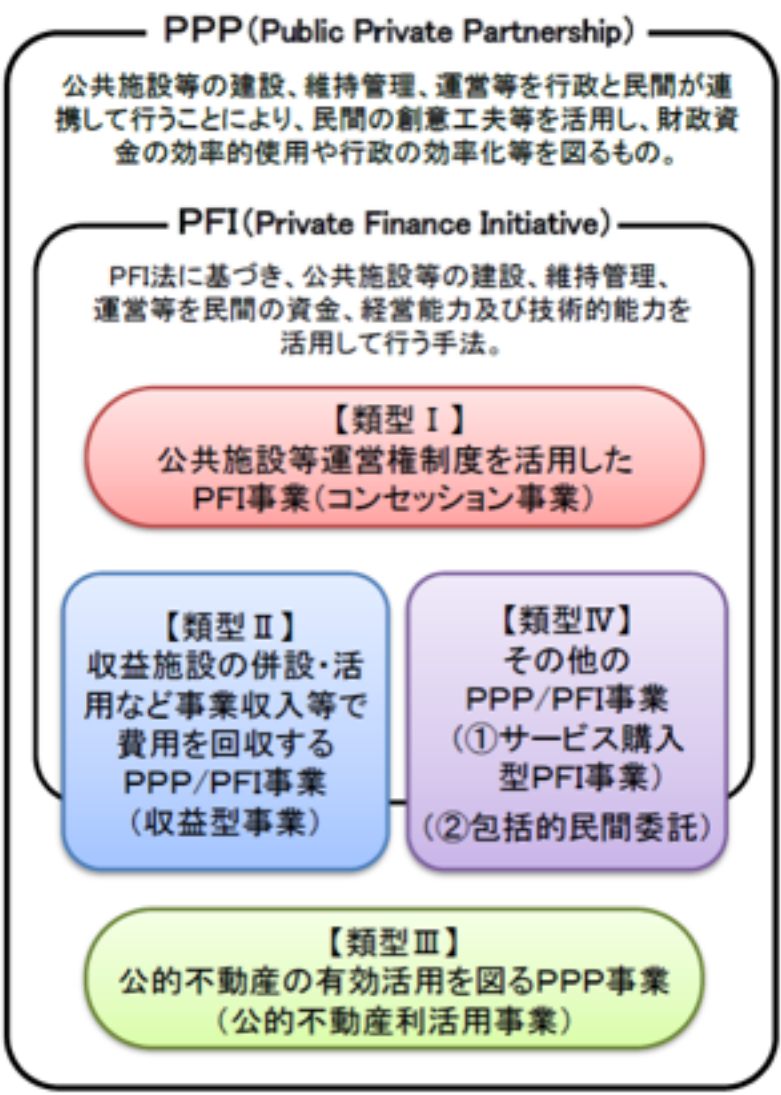 PPP(Public Private Partnership)
公共施設等の建設、維持管理、運営等を行政と民間が連
携して行うことにより、民間の創意工夫等を活用し、財政資
金の効率的使用や行政の効率化等を図るもの。
PFI(Private Finance Initiative)
PFI法に基づき、公共施設等の建設、維持管理、
運営等を民間の資金、経営能力及び技術的能力を
活用して行う手法。
【類型Ⅰ】
公共施設等運営権制度を活用した
PFI事業(コンセッション事業)
【類型Ⅱ】
収益施設の併設・活
用など事業収入等で
費用を回収する
PPP/PFI事業
(収益型事業)
【類型Ⅳ】
その他の
PPP/PFI事業
(①サービス購入
型PFI事業)
(②包括的民間委託)
【類型Ⅲ】
公的不動産の有効活用を図るPPP事業
(公的不動産利活用事業)